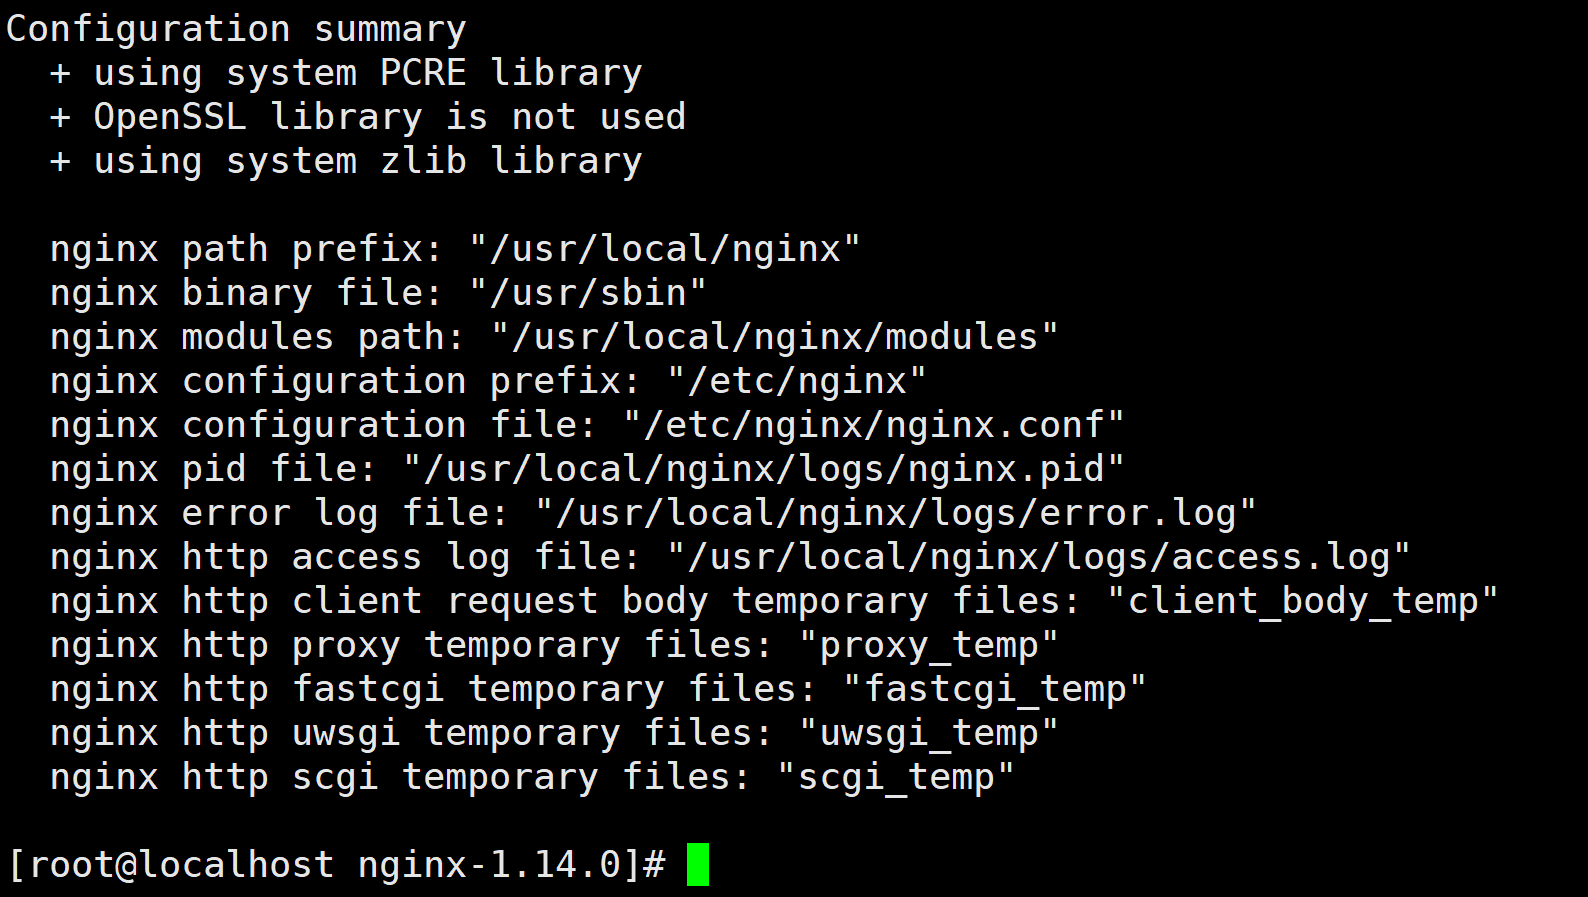 Configuration summary
  + using system PCRE library
  + OpenSSL library is not used
  + using system zlib library

  nginx path prefix: "/usr/local/nginx"
  nginx binary file: "/usr/sbin"
  nginx modules path: "/usr/local/nginx/modules"
  nginx configuration prefix: "/etc/nginx"
  nginx configuration file: "/etc/nginx/nginx.conf"
  nginx pid file: "/usr/local/nginx/logs/nginx.pid"
  nginx error log file: "/usr/local/nginx/logs/error.log"
  nginx http access log file: "/usr/local/nginx/logs/access.log"
  nginx http client request body temporary files: "client_body_temp"
  nginx http proxy temporary files: "proxy_temp"
  nginx http fastcgi temporary files: "fastcgi_temp"
  nginx http uwsgi temporary files: "uwsgi_temp"
  nginx http scgi temporary files: "scgi_temp"

[root@localhost nginx-1.14.0]#